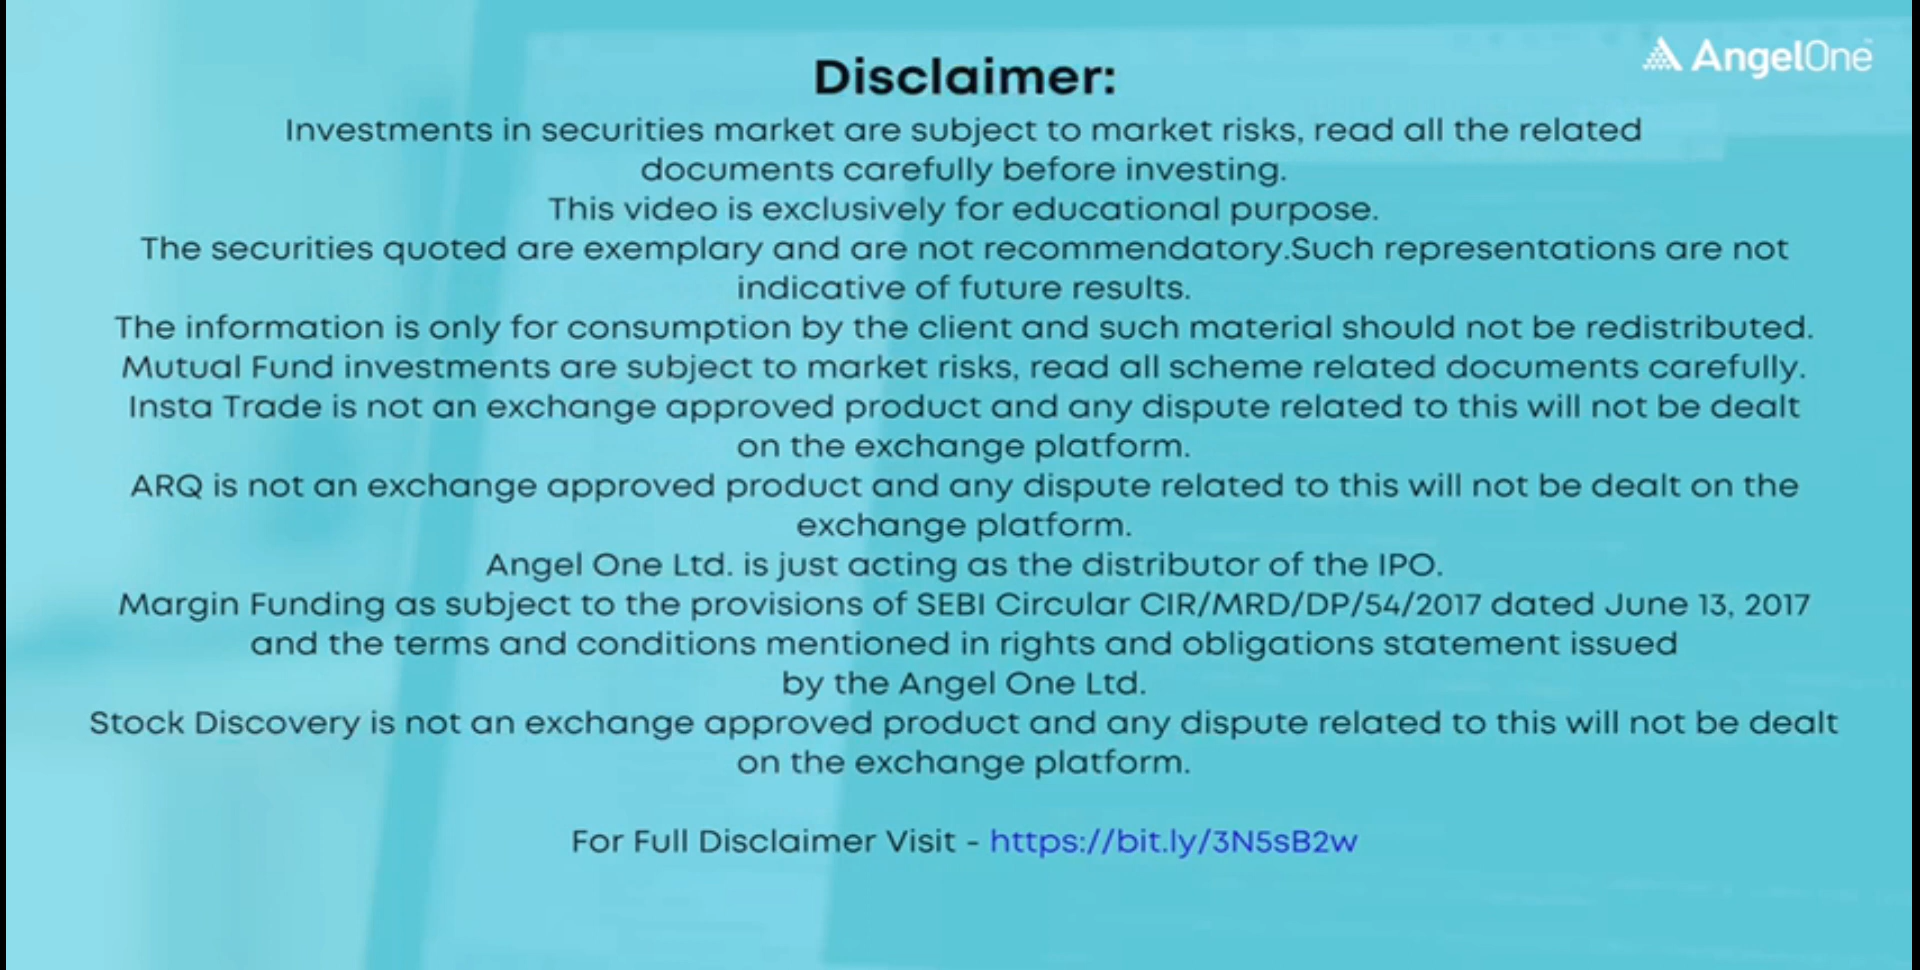 AngelOne
Disclaimer:
Investments in securities market are subject to market risks, read all the related
documents carefully before investing.
This video is exclusively for educational purpose.
The securities quoted are exemplary and are not recommendatory.Such representations are not
indicative of future results.
The information is only for consumption by the client and such material should not be redistributed.
Mutual Fund investments are subject to market risks, read all scheme related documents carefully.
Insta Trade is not an exchange approved product and any dispute related to this will not be dealt
on the exchange platform.
ARQ is not an exchange approved product and any dispute related to this will not be dealt on the
exchange platform.
Angel One Ltd. is just acting as the distributor of the IPO.
Margin Funding as subject to the provisions of SEBI Circular CIR/MRD/DP/54/2017 dated June 13, 2017
and the terms and conditions mentioned in rights and obligations statement issued
by the Angel One Ltd.
Stock Discovery is not an exchange approved product and any dispute related to this will not be dealt
on the exchange platform.
For Full Disclaimer Visit - https://bit.ly/3N5sB2w